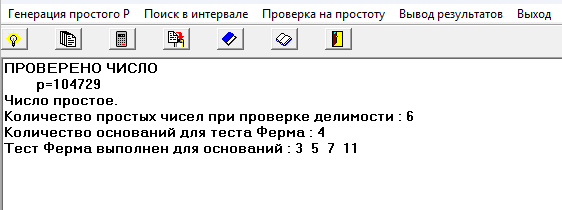 Генерация простого P Поиск в интервале Проверка на простоту Вывод результатов Выход
ПРОВЕРЕНО ЧИСЛО
p=104729
Число простое.
Количество простых чисел при проверке делимости : 6
Количество оснований для теста Ферма : 4
Тест Ферма выполнен для оснований : 3 5 7 11